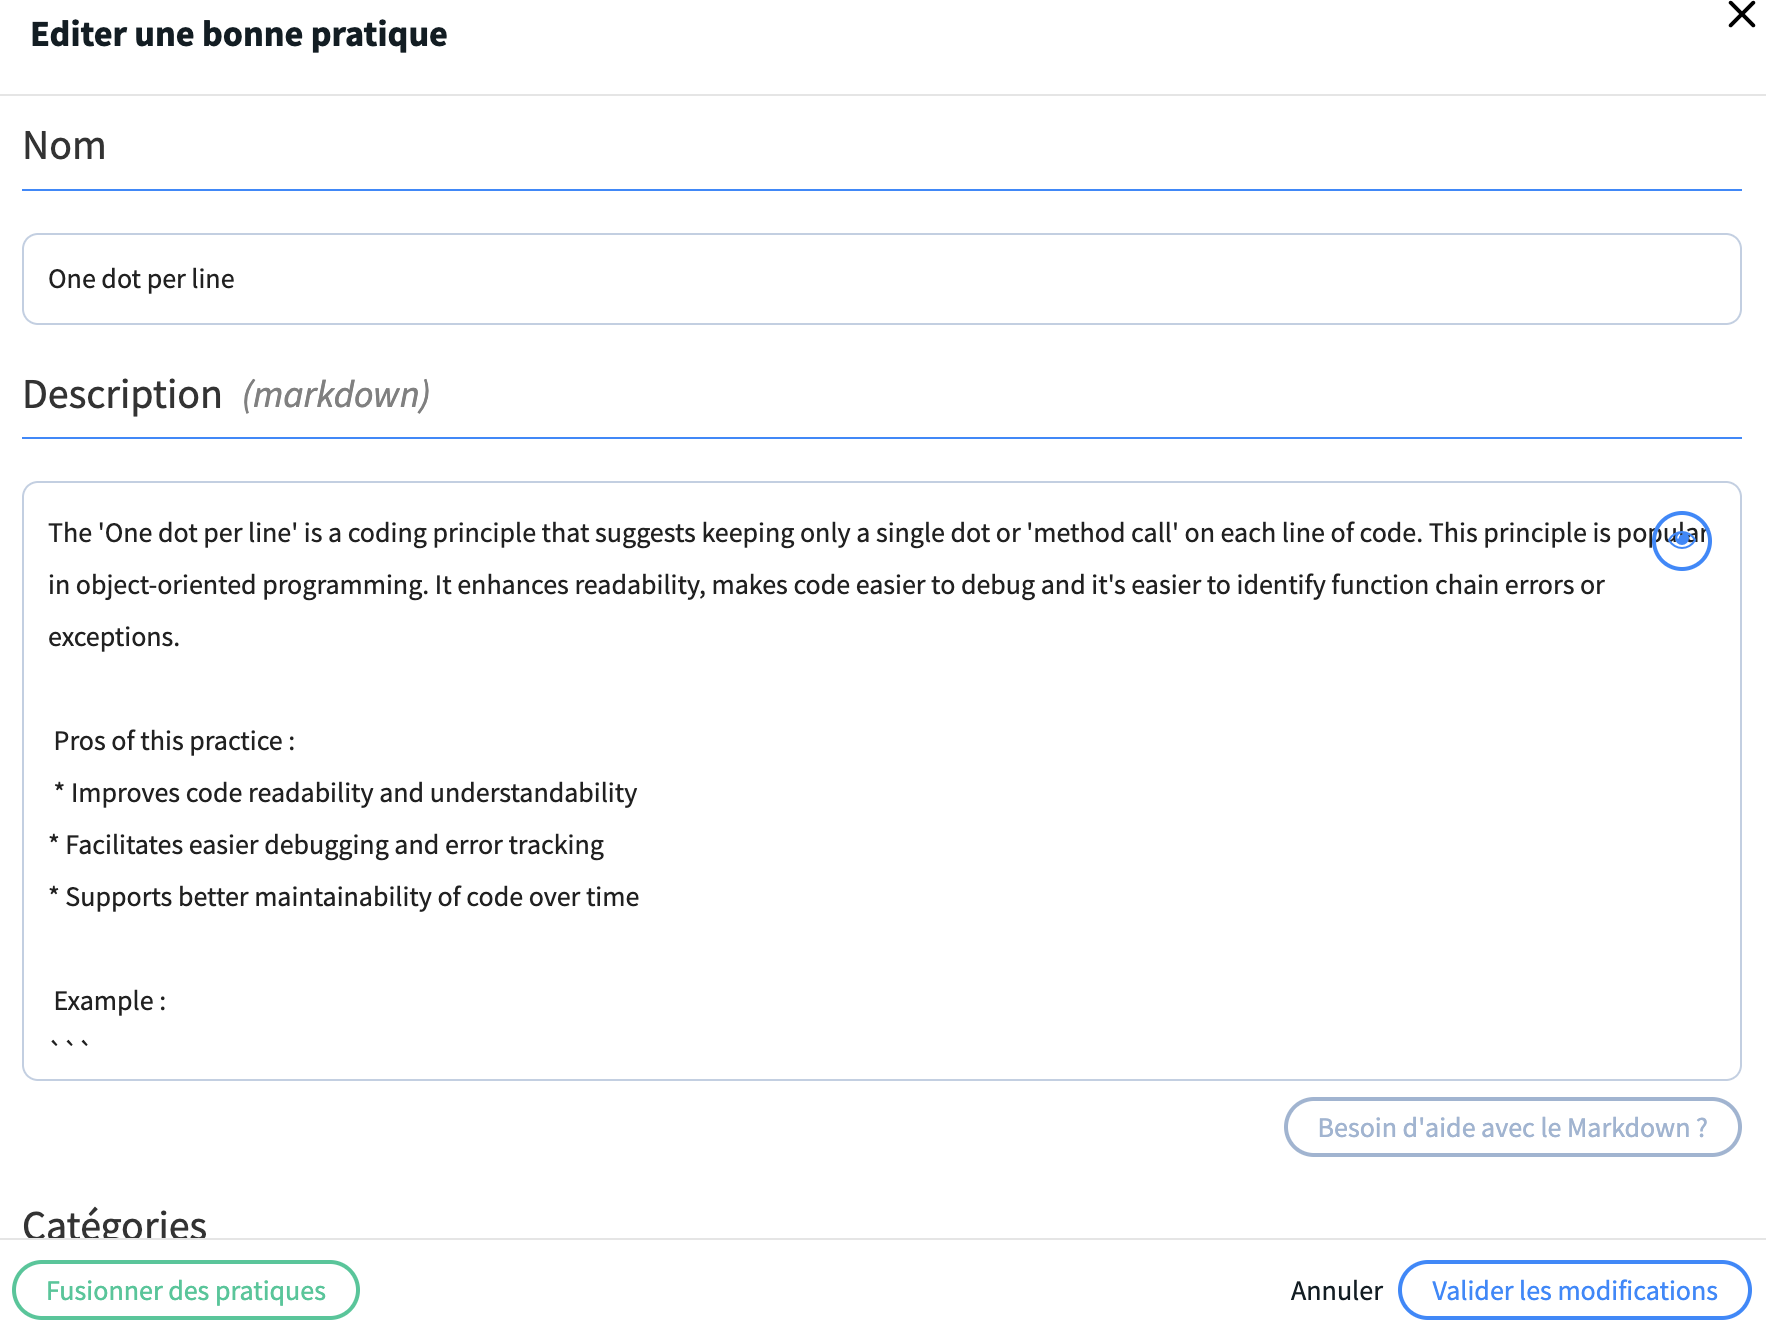 Editer une bonne pratique
Nom
One dot per line
Description (markdown)
The 'One dot per line' is a coding principle that suggests keeping only a single dot or 'method call' on each line of code. This principle is popular
in object-oriented programming. It enhances readability, makes code easier to debug and it's easier to identify function chain errors or
exceptions.
Pros of this practice :
* Improves code readability and understandability
* Facilitates easier debugging and error tracking
* Supports better maintainability of code over time
Example :
```
Besoin d'aide avec le Markdown ?
Catégories
Fusionner des pratiques
Annuler
Valider les modifications